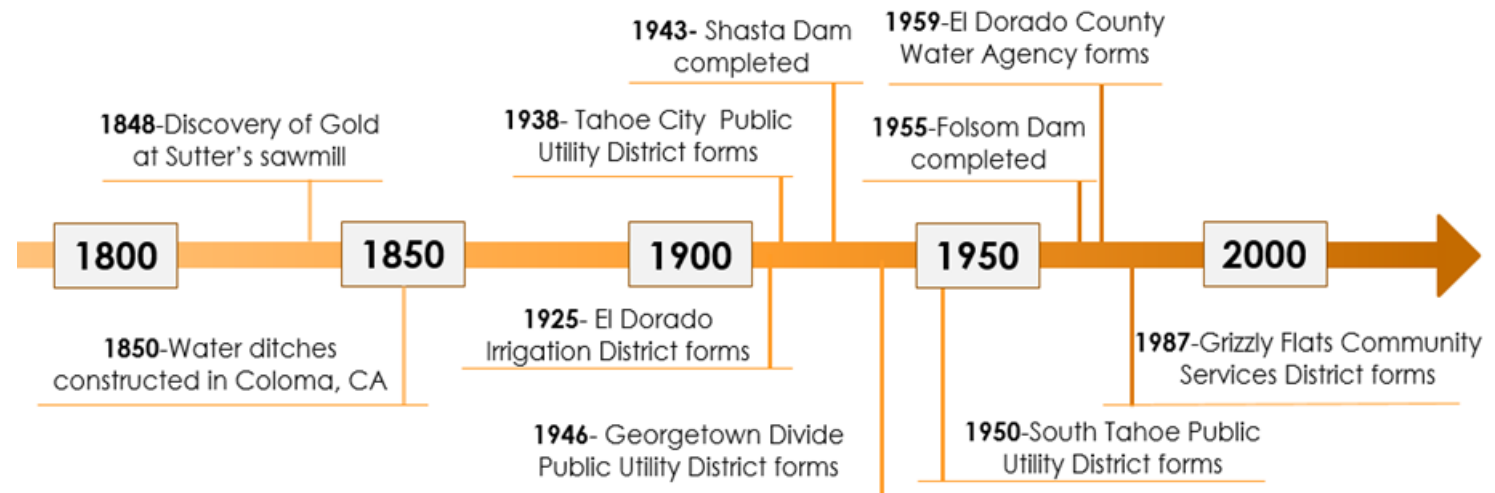 1943- Shasta Dam
completed
1959-El Dorado County
Water Agency forms
1848-Discovery of Gold
at Sutter's sawmill
1938- Tahoe City Public
Utility District forms
1955-Folsom Dam
completed
1800
1850
1900
1950
2000
1850-Water ditches
constructed in Coloma, CA
1925- El Dorado
Irrigation District forms
1987-Grizzly Flats Community
Services District forms
1946- Georgetown Divide
Public Utility District forms
1950-South Tahoe Public
Utility District forms